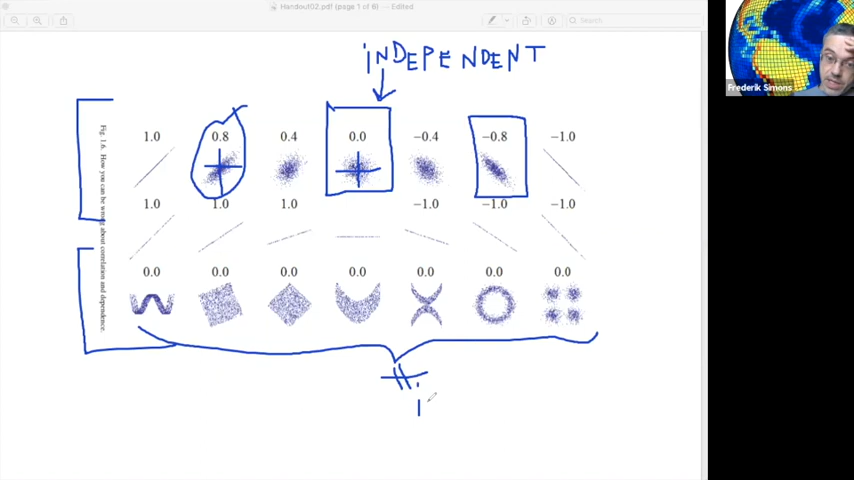 Handout02.pdf (page 1 of 6) — Edited
Search
Frederik Simons
INDEPENDENT
1.0 0.8 0.4 0.0 −0.4 −0.8 −1.0
1.0 1.0 1.0 −1.0 −1.0 −1.0
0.0 0.0 0.0 0.0 0.0 0.0 0.0
Fig. 1.6. How you can be wrong about correlation and dependence.